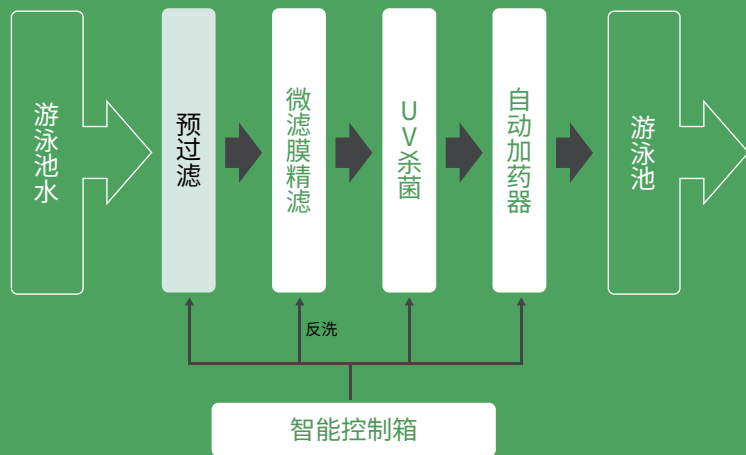 游泳池水
预过滤
微滤膜精滤
UV杀菌
自动加药器
游泳池
反洗
智能控制箱